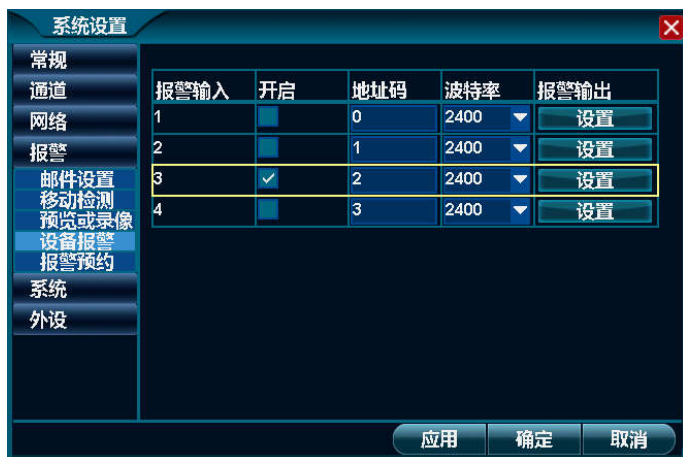 系统设置
常规
通道
网络
报警
邮件设置
移动检测
预览或录像
设备报警
报警预约
系统
外设
报警输入 开启 地址码 波特率 报警输出
1 0 2400 设置
2 1 2400 设置
3 2 2400 设置
4 3 2400 设置
应用 确定 取消